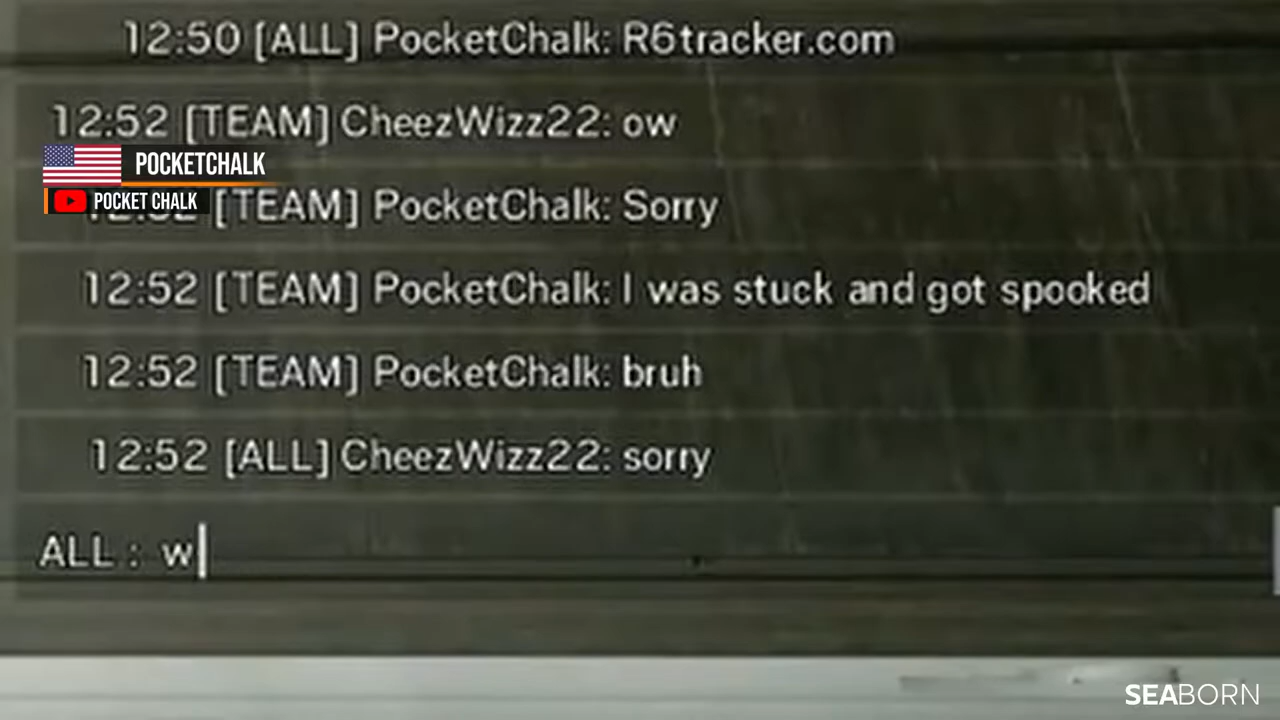 12:50 [ALL] PocketChalk: R6tracker.com
12:52 [TEAM] CheezWizz22: ow
POCKETCHALK
POCKET CHALK
12:52 [TEAM] PocketChalk: Sorry
12:52 [TEAM] PocketChalk: I was stuck and got spooked
12:52 [TEAM] PocketChalk: bruh
12:52 [ALL] CheezWizz22: sorry
ALL : w
SEABORN